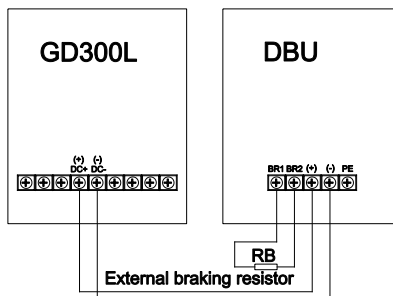 GD300L
DBU
(+) (-)
DC+ DC-
BR1 BR2 (+) (-) PE
RB
External braking resistor